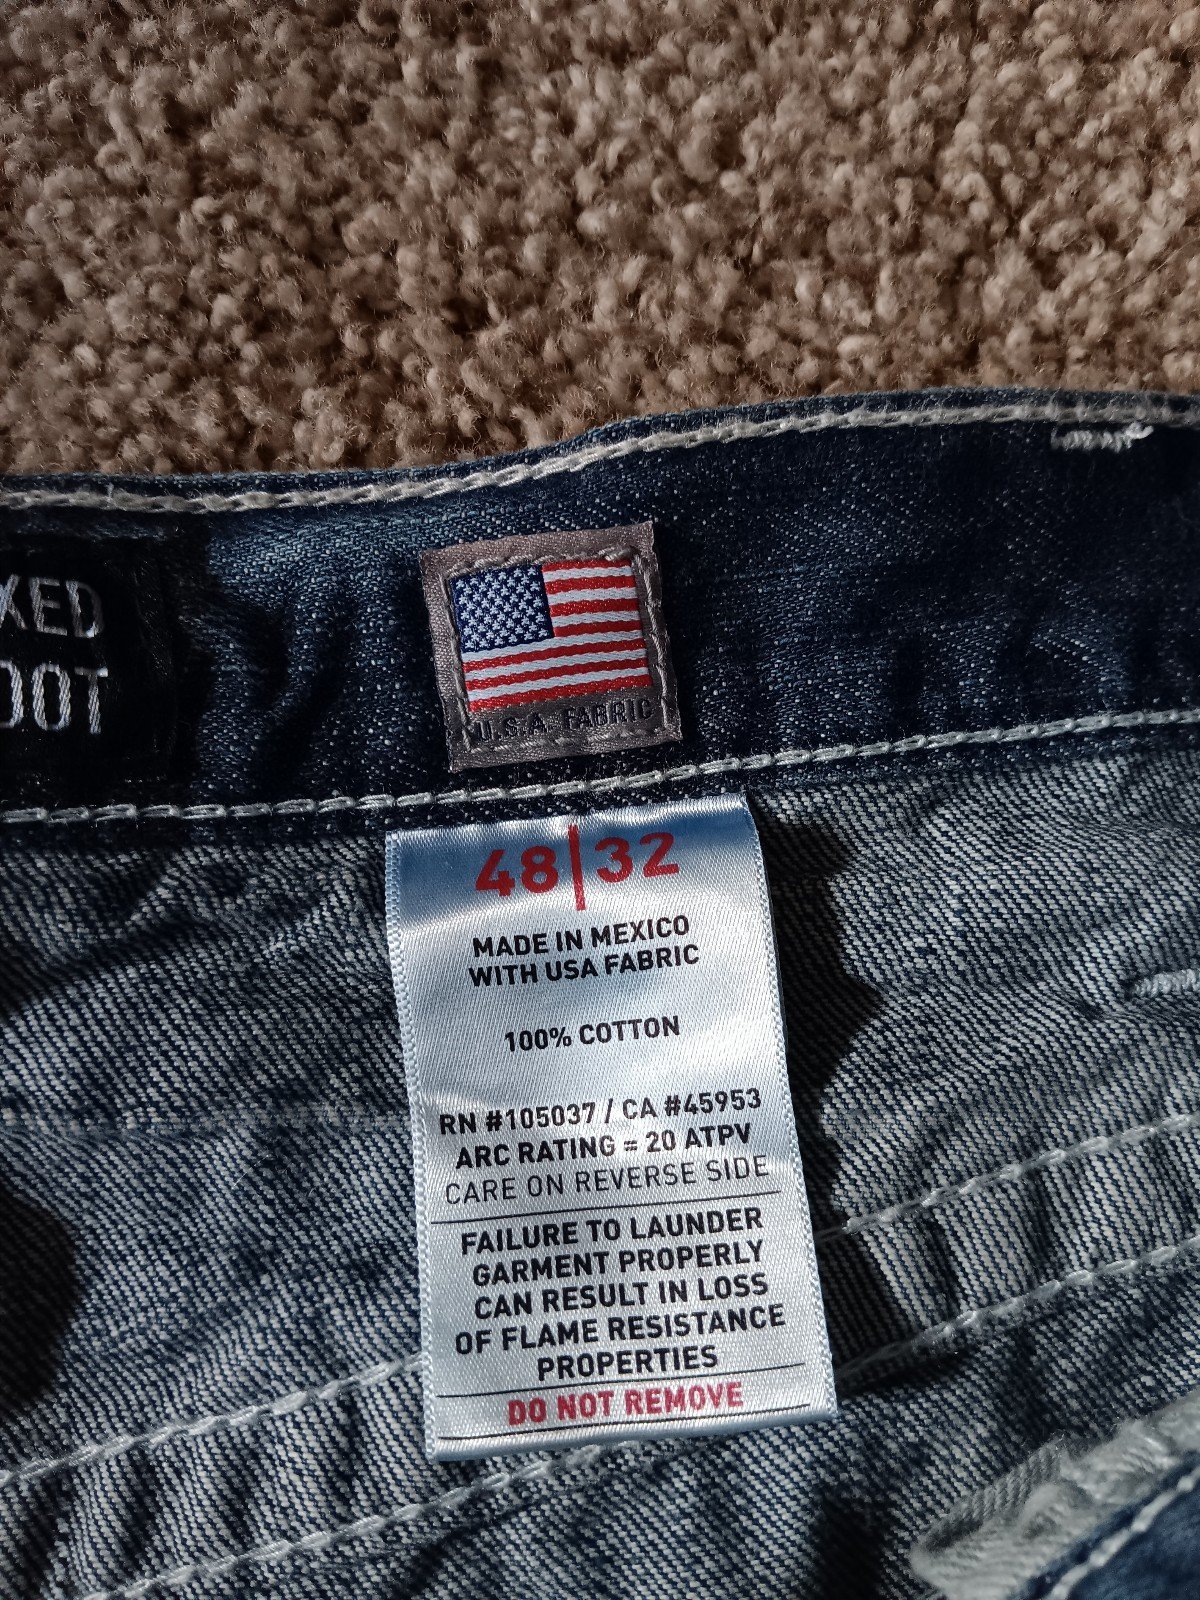 XED
OOT
U.S.A. FABRIC
48|32
MADE IN MEXICO
WITH USA FABRIC
100% COTTON
RN #105037 / CA #45953
ARC RATING = 20 ATPV
CARE ON REVERSE SIDE
FAILURE TO LAUNDER
GARMENT PROPERLY
CAN RESULT IN LOSS
OF FLAME RESISTANCE
PROPERTIES
DO NOT REMOVE